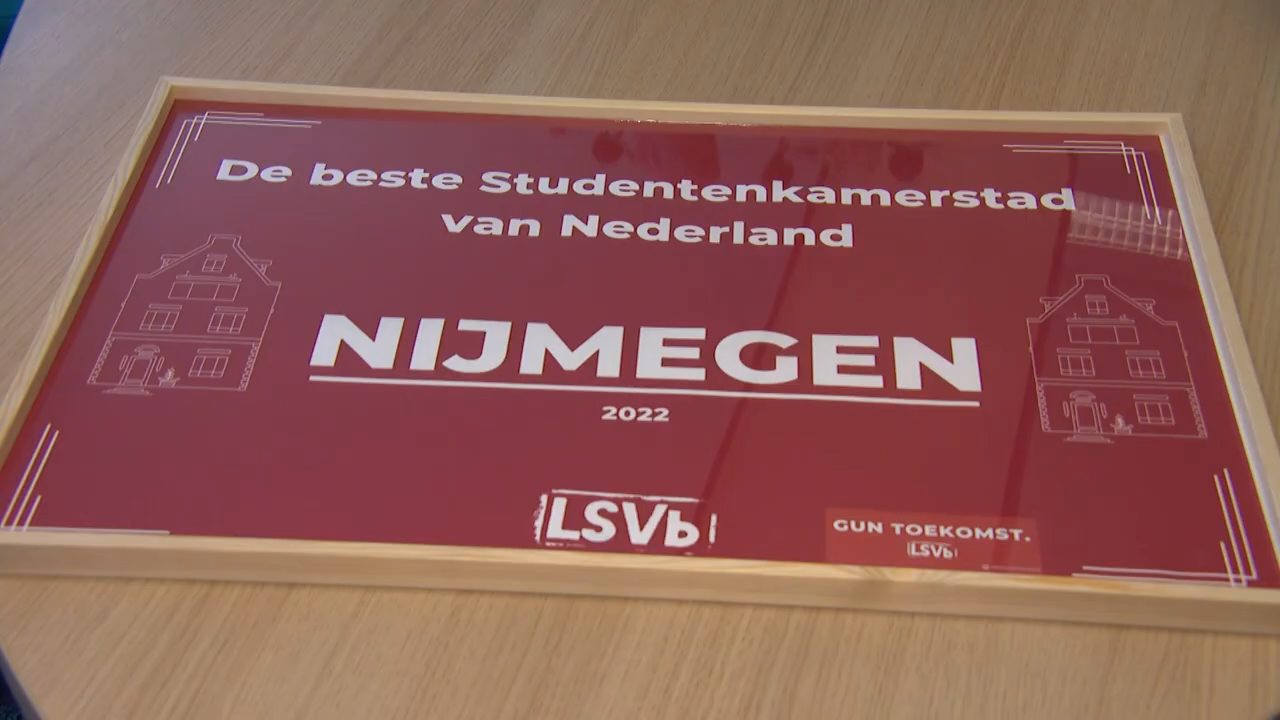 De beste Studentenkamerstad
van Nederland
NIJMEGEN
2022
LSVb
GUN TOEKOMST.
LSVb